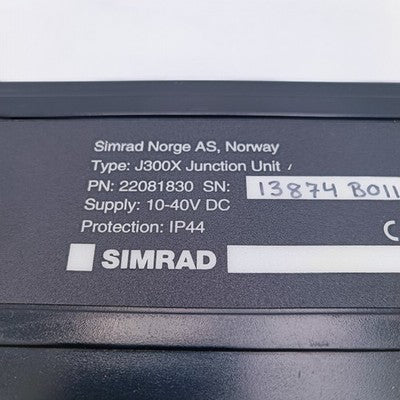 Simrad Norge AS, Norway
Type: J300X Junction Unit
PN: 22081830 SN: 13874 B011
Supply: 10-40V DC
Protection: IP44
SIMRAD